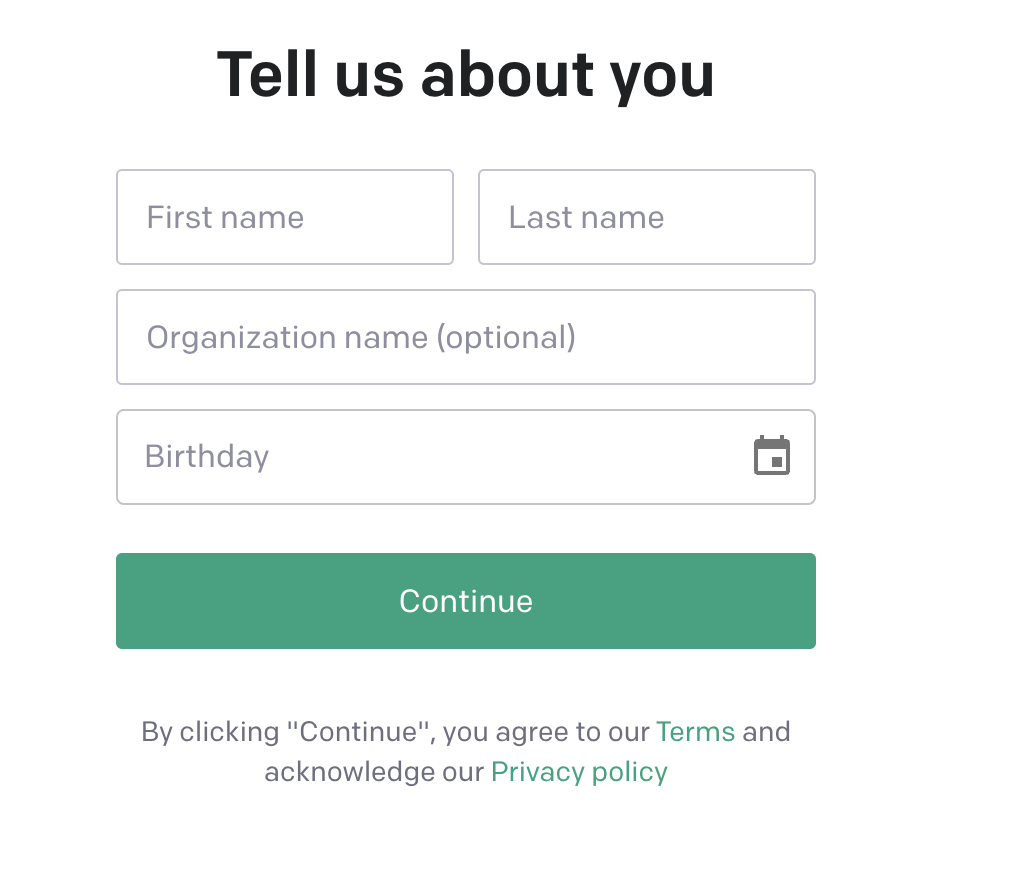 Tell us about you
First name
Last name
Organization name (optional)
Birthday
Continue
By clicking "Continue", you agree to our Terms and
acknowledge our Privacy policy